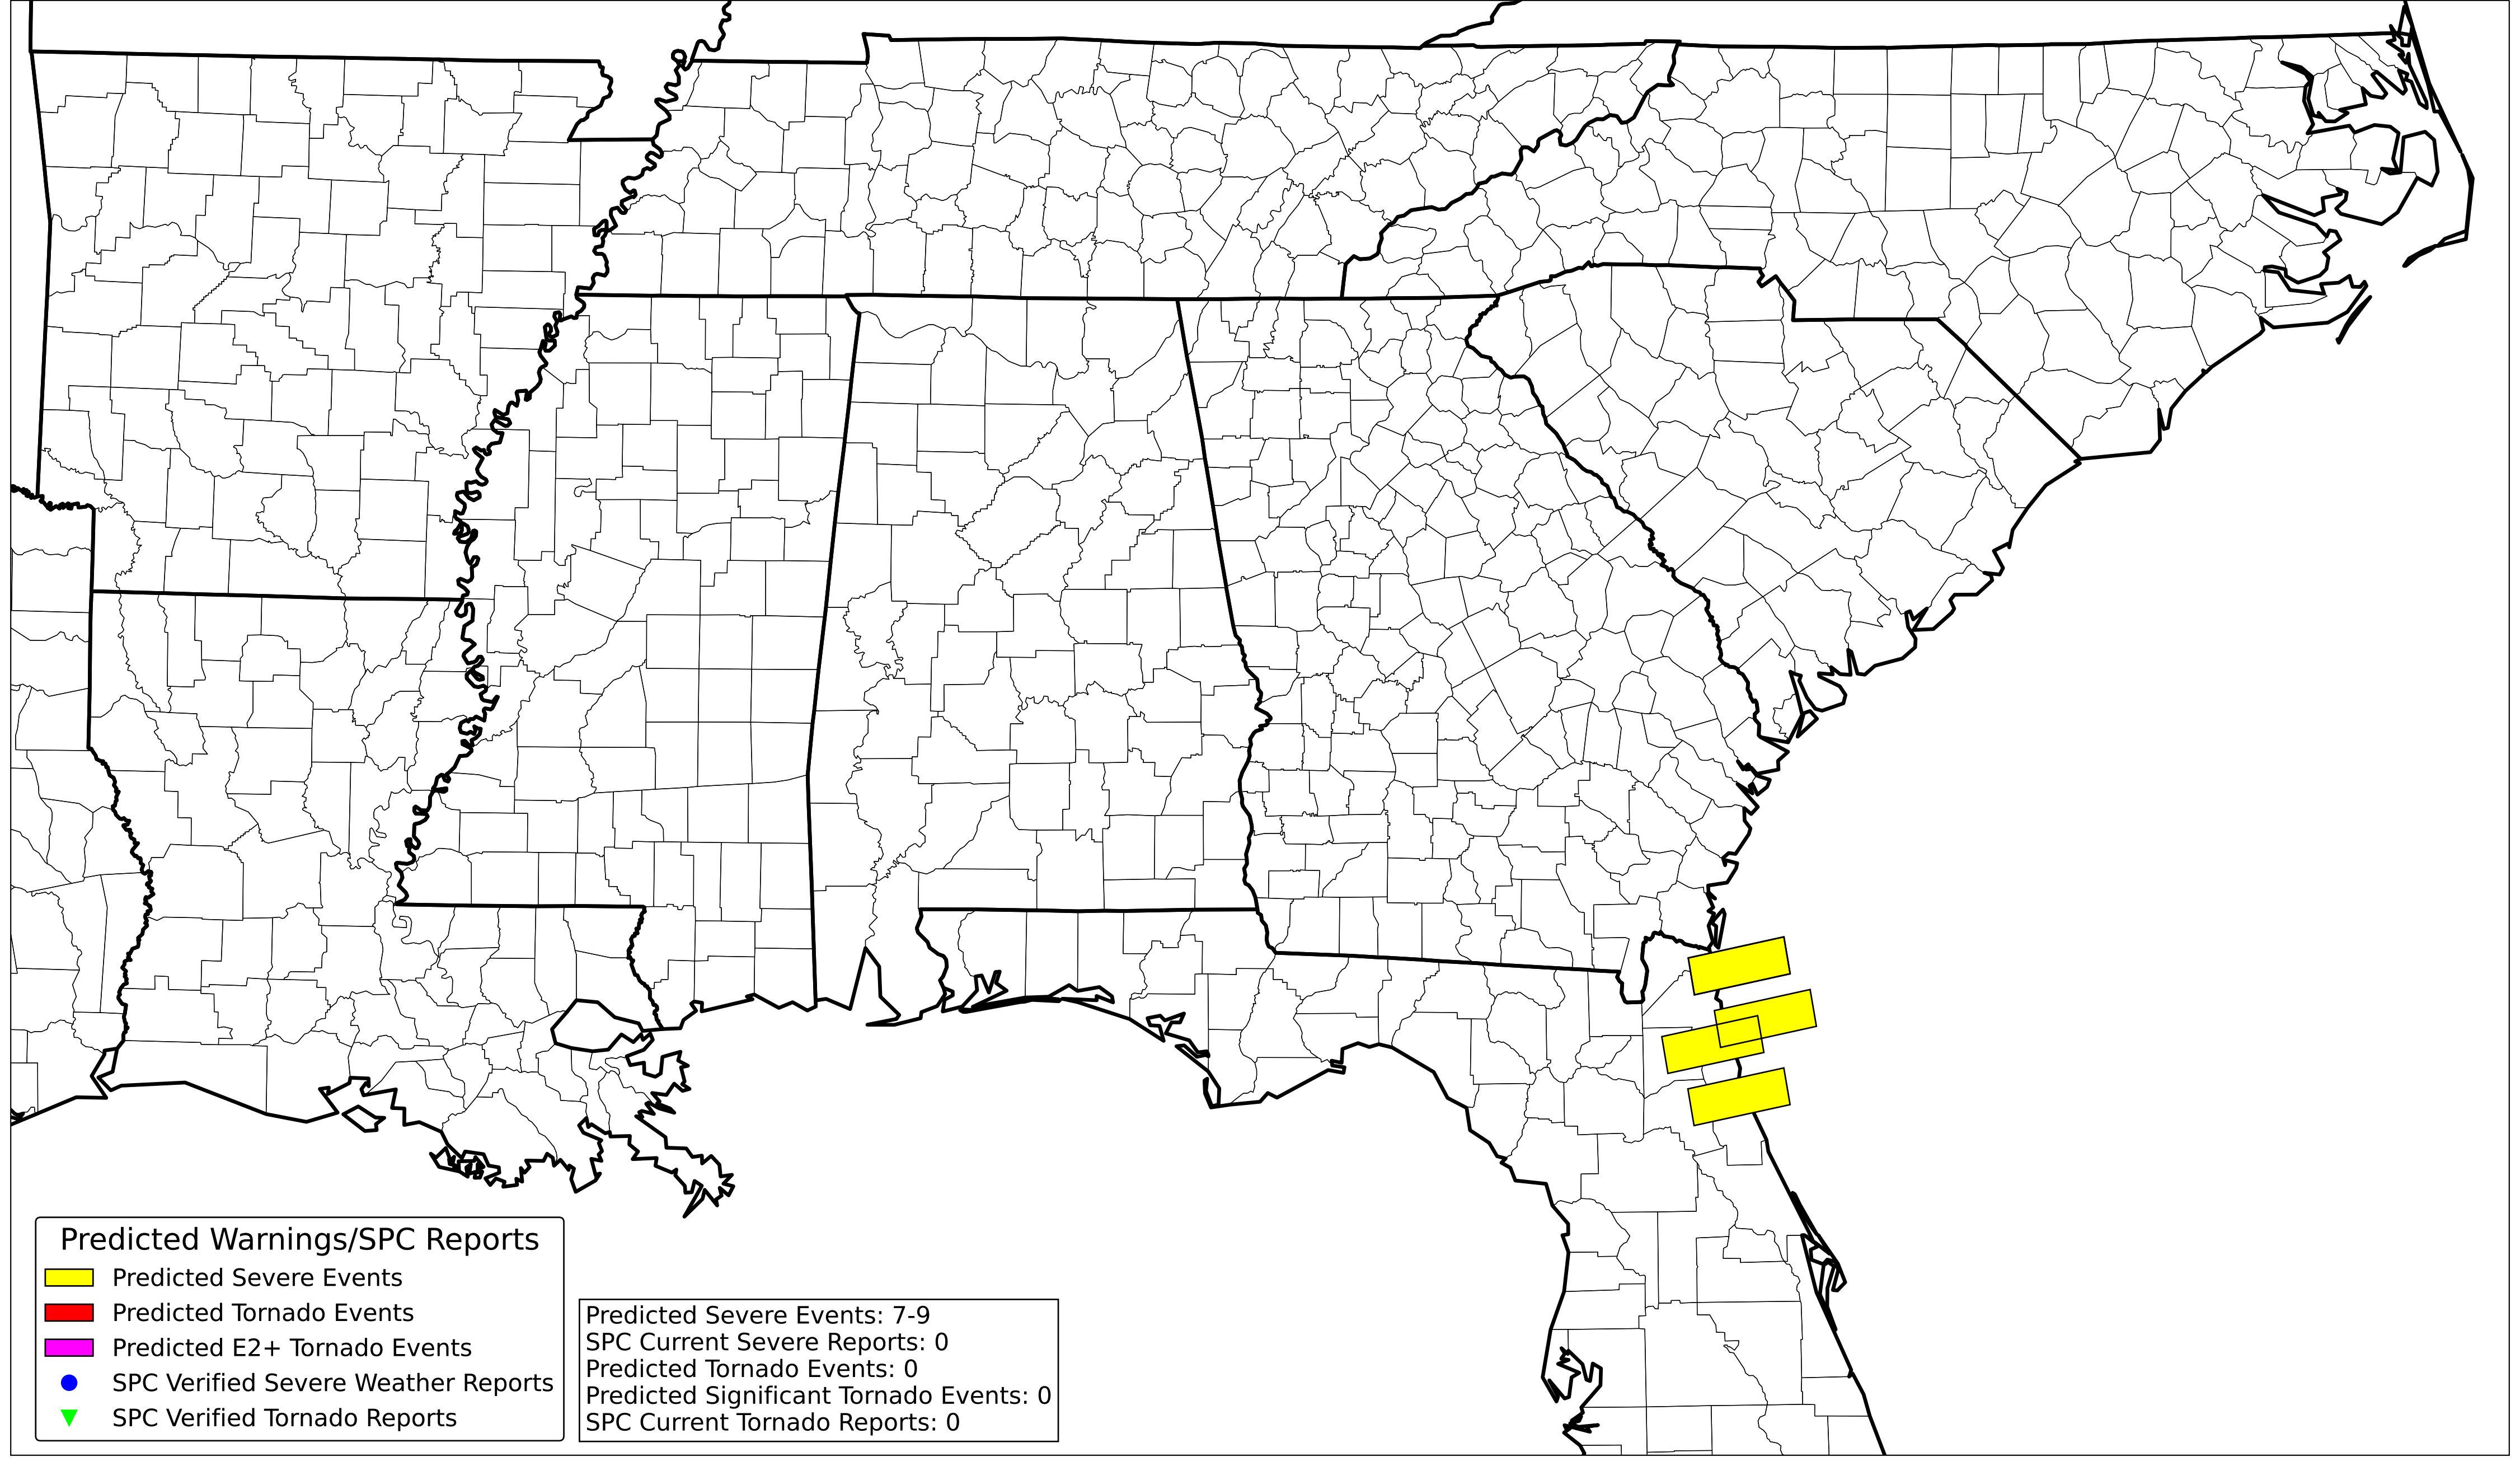 Predicted Warnings/SPC Reports
Predicted Severe Events
Predicted Tornado Events
Predicted E2+ Tornado Events
SPC Verified Severe Weather Reports
SPC Verified Tornado Reports
Predicted Severe Events: 7-9
SPC Current Severe Reports: 0
Predicted Tornado Events: 0
Predicted Significant Tornado Events: 0
SPC Current Tornado Reports: 0